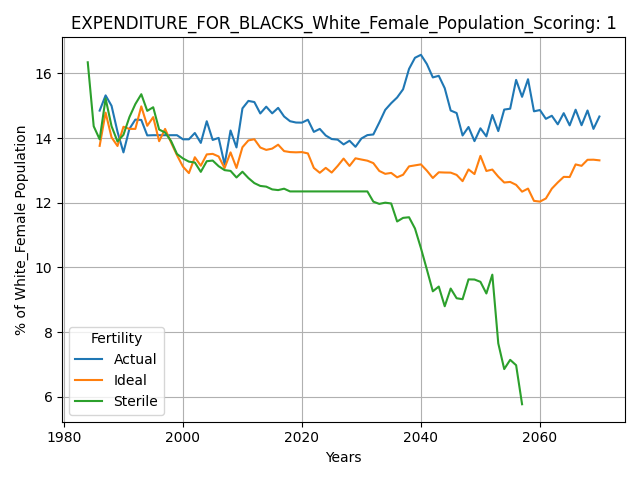 EXPENDITURE_FOR_BLACKS_White_Female_Population_Scoring: 1
% of White_Female Population
16
14
12
10
8
6
Fertility
Actual
Ideal
Sterile
1980
2000
2020
2040
2060
Years